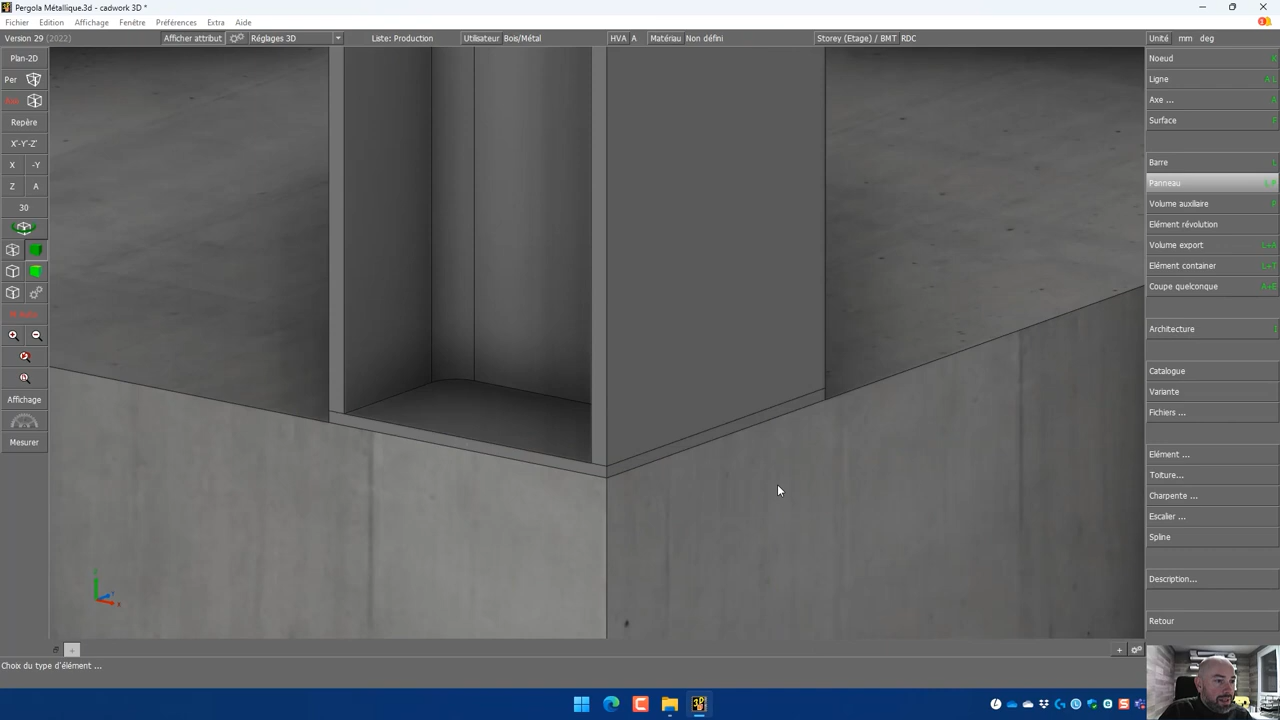 Pergola Métallique.3d - cadwork 3D *
Fichier Edition Affichage Fenêtre Préférences Extra Aide
Version 29 (2022) Afficher attribut Réglages 3D Liste: Production Utilisateur Bois/Métal HVA A Matériau Non défini Storey (Etage) / BMT RDC Unité mm deg
Plan-2D
Per
Repère
X'-Y'-Z'
X -Y
Z A
30
Affichage
Mesurer
Noeud K
Ligne
Axe ... A
Surface F
Barre
Panneau
Volume auxiliaire P
Elément révolution
Volume export L+A
Elément container L+T
Coupe quelconque A+E
Architecture
Catalogue
Variante
Fichiers ...
Elément ...
Toiture...
Charpente ...
Escalier ...
Spline
Description...
Retour
Choix du type d'élément ...